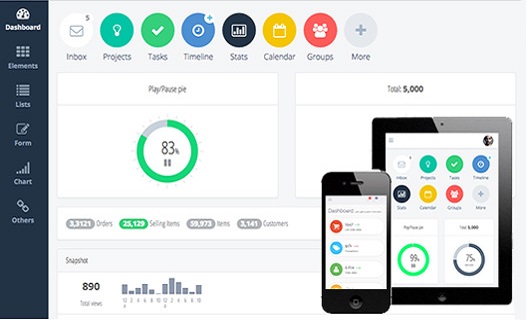 Dashboard
Elements
Lists
Form
Chart
Others
5
+
Inbox Projects Tasks Timeline Stats Calendar Groups More
Play/Pause pie
83%
Total: 5,000
3,3121 Orders 25,129 Selling Items 59,973 Items 3,141 Customers
Snapshot
890
Total views
Dashboard
Inbox Projects Tasks Timeline
Stats Calendar Groups More
Play/Pause pie Total 5,000
99% 75%